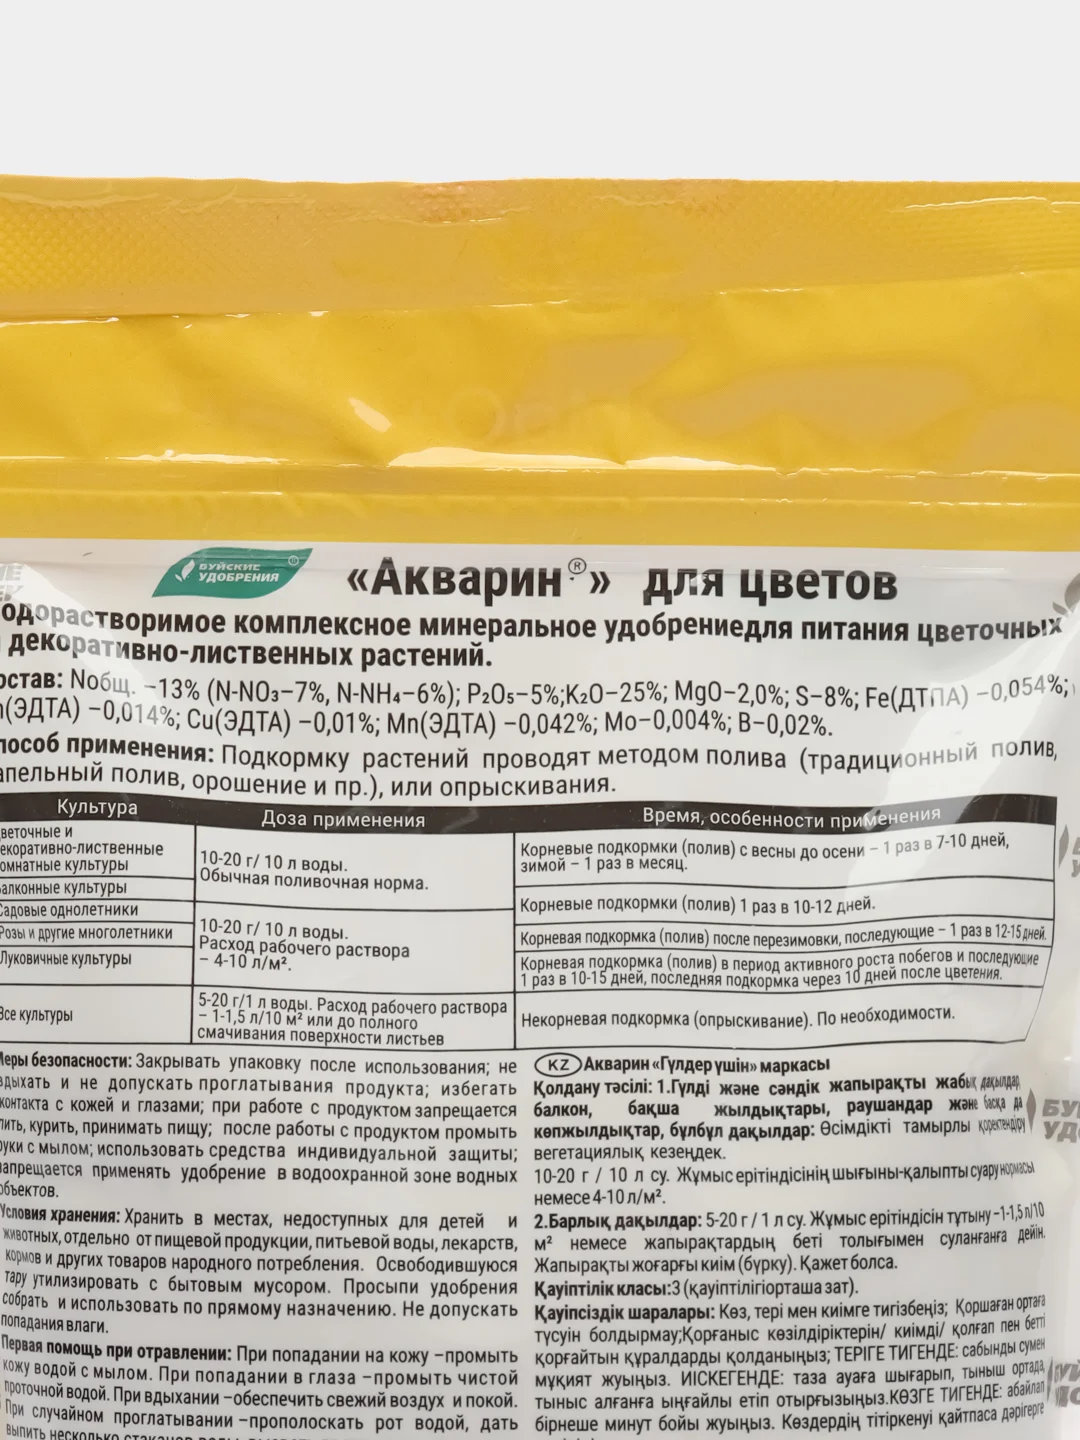 БУЙСКИЕ
УДОБРЕНИЯ
«Акварин®» для цветов
одорастворимое комплексное минеральное удобрениедля питания цветочных
декоративно-лиственных растений.
остав: Nобщ. –13% (N-NO₃–7%, N-NH₄–6%); P₂O₅–5%;K₂O–25%; MgO–2,0%; S–8%; Fe(ДТПА) –0,054%;
n(ЭДТА) –0,014%; Cu(ЭДТА) –0,01%; Mn(ЭДТА) –0,042%; Mo–0,004%; B–0,02%.
пособ применения: Подкормку растений проводят методом полива (традиционный полив,
апельный полив, орошение и пр.), или опрыскивания.
Культура Доза применения Время, особенности применения
веточные и
екоративно-лиственные
омнатные культуры
10-20 г/ 10 л воды.
Обычная поливочная норма.
Корневые подкормки (полив) с весны до осени – 1 раз в 7-10 дней,
зимой – 1 раз в месяц.
алконные культуры
Корневые подкормки (полив) 1 раз в 10-12 дней.
Садовые однолетники
10-20 г/ 10 л воды.
Расход рабочего раствора
– 4-10 л/м².
Розы и другие многолетники
Корневая подкормка (полив) после перезимовки, последующие – 1 раз в 12-15 дней.
Луковичные культуры
Корневая подкормка (полив) в период активного роста побегов и последующие
1 раз в 10-15 дней, последняя подкормка через 10 дней после цветения.
Все культуры
5-20 г/1 л воды. Расход рабочего раствора
– 1-1,5 л/10 м² или до полного
смачивания поверхности листьев
Некорневая подкормка (опрыскивание). По необходимости.
Меры безопасности: Закрывать упаковку после использования; не
вдыхать и не допускать проглатывания продукта; избегать
контакта с кожей и глазами; при работе с продуктом запрещается
пить, курить, принимать пищу; после работы с продуктом промыть
руки с мылом; использовать средства индивидуальной защиты;
запрещается применять удобрение в водоохранной зоне водных
объектов.
Условия хранения: Хранить в местах, недоступных для детей и
животных, отдельно от пищевой продукции, питьевой воды, лекарств,
кормов и других товаров народного потребления. Освободившуюся
тару утилизировать с бытовым мусором. Просыпи удобрения
собрать и использовать по прямому назначению. Не допускать
попадания влаги.
Первая помощь при отравлении: При попадании на кожу –промыть
кожу водой с мылом. При попадании в глаза –промыть чистой
проточной водой. При вдыхании –обеспечить свежий воздух и покой.
При случайном проглатывании –прополоскать рот водой, дать
выпить несколько стаканов воды,
KZ Акварин «Гүлдер үшін» маркасы
Қолдану тәсілі: 1.Гүлді және сәндік жапырақты жабық дақылдар,
балкон, бақша жылдықтары, раушандар және басқа да
көпжылдықтар, бұлбұл дақылдар: Өсімдікті тамырлы қоректендіру
вегетациялық кезеңдек.
10-20 г / 10 л су. Жұмыс ерітіндісінің шығыны-қалыпты суару нормасы
немесе 4-10 л/м².
2.Барлық дақылдар: 5-20 г / 1 л су. Жұмыс ерітіндісін тұтыну –1-1,5 л/10
м² немесе жапырақтардың беті толығымен суланғанға дейін.
Жапырақты жоғарғы киім (бүрку). Қажет болса.
Қауіптілік класы:3 (қауіптілігіорташа зат).
Қауіпсіздік шаралары: Көз, тері мен киімге тигізбеңіз; Қоршаған ортаға
түсуін болдырмау;Қорғаныс көзілдіріктерін/ киімді/ қолғап пен бетті
қорғайтын құралдарды қолданыңыз; ТЕРІГЕ ТИГЕНДЕ: сабынды сумен
мұқият жуыңыз. ИІСКЕГЕНДЕ: таза ауаға шығарып, тыныш ортада,
тыныс алғанға ыңғайлы етіп отырғызыңыз.КӨЗГЕ ТИГЕНДЕ: абайлап
бірнеше минут бойы жуыңыз. Көздердің тітіркенуі қайтпаса дәрігерге